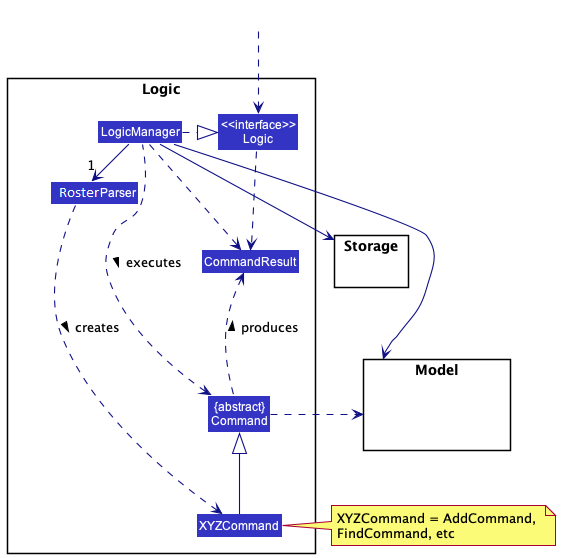 Logic
<<interface>>
Logic
LogicManager
1
RosterParser
Storage
CommandResult
executes
creates
produces
Model
{abstract}
Command
XYZCommand
XYZCommand = AddCommand,
FindCommand, etc